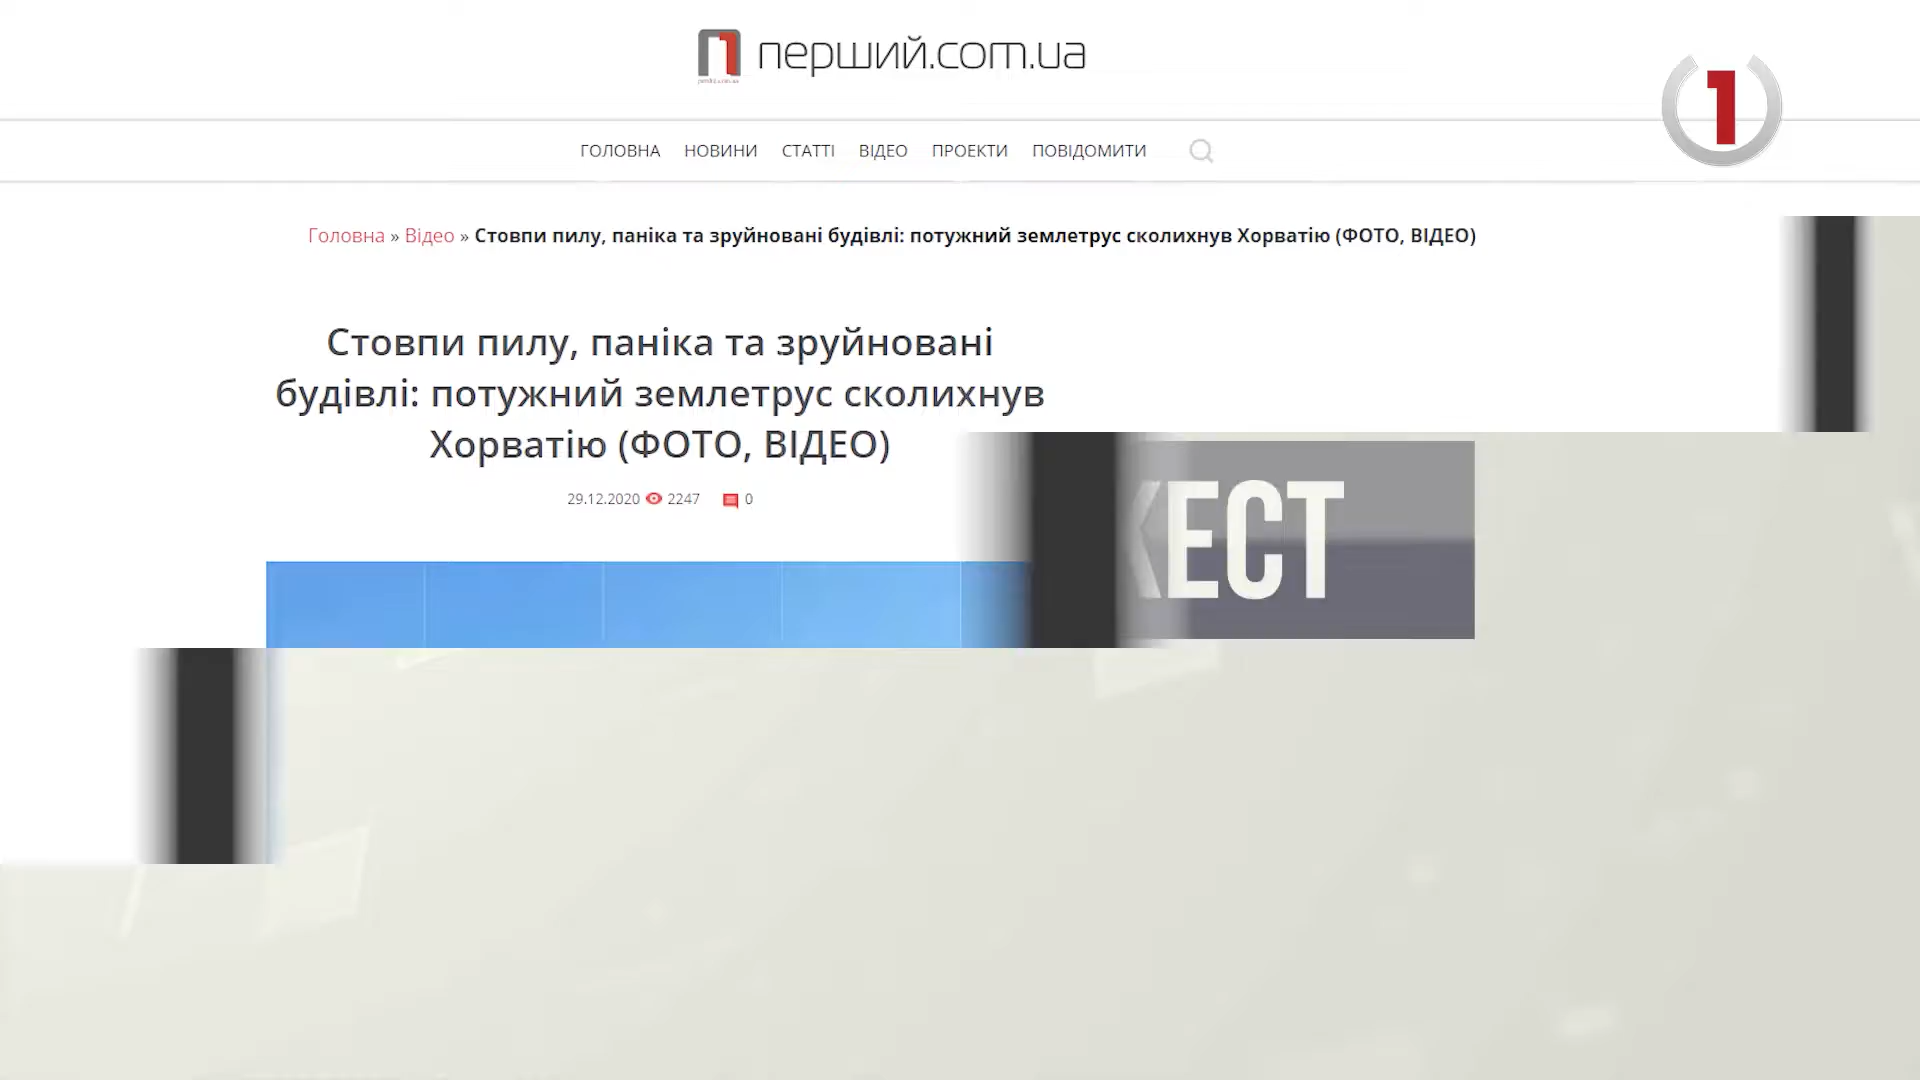 перший.com.ua
1
ГОЛОВНА НОВИНИ СТАТТІ ВІДЕО ПРОЕКТИ ПОВІДОМИТИ
Головна » Відео » Стовпи пилу, паніка та зруйновані будівлі: потужний землетрус сколихнув Хорватію (ФОТО, ВІДЕО)
Стовпи пилу, паніка та зруйновані
будівлі: потужний землетрус сколихнув
Хорватію (ФОТО, ВІДЕО)
29.12.2020 2247 0
ЕСТ